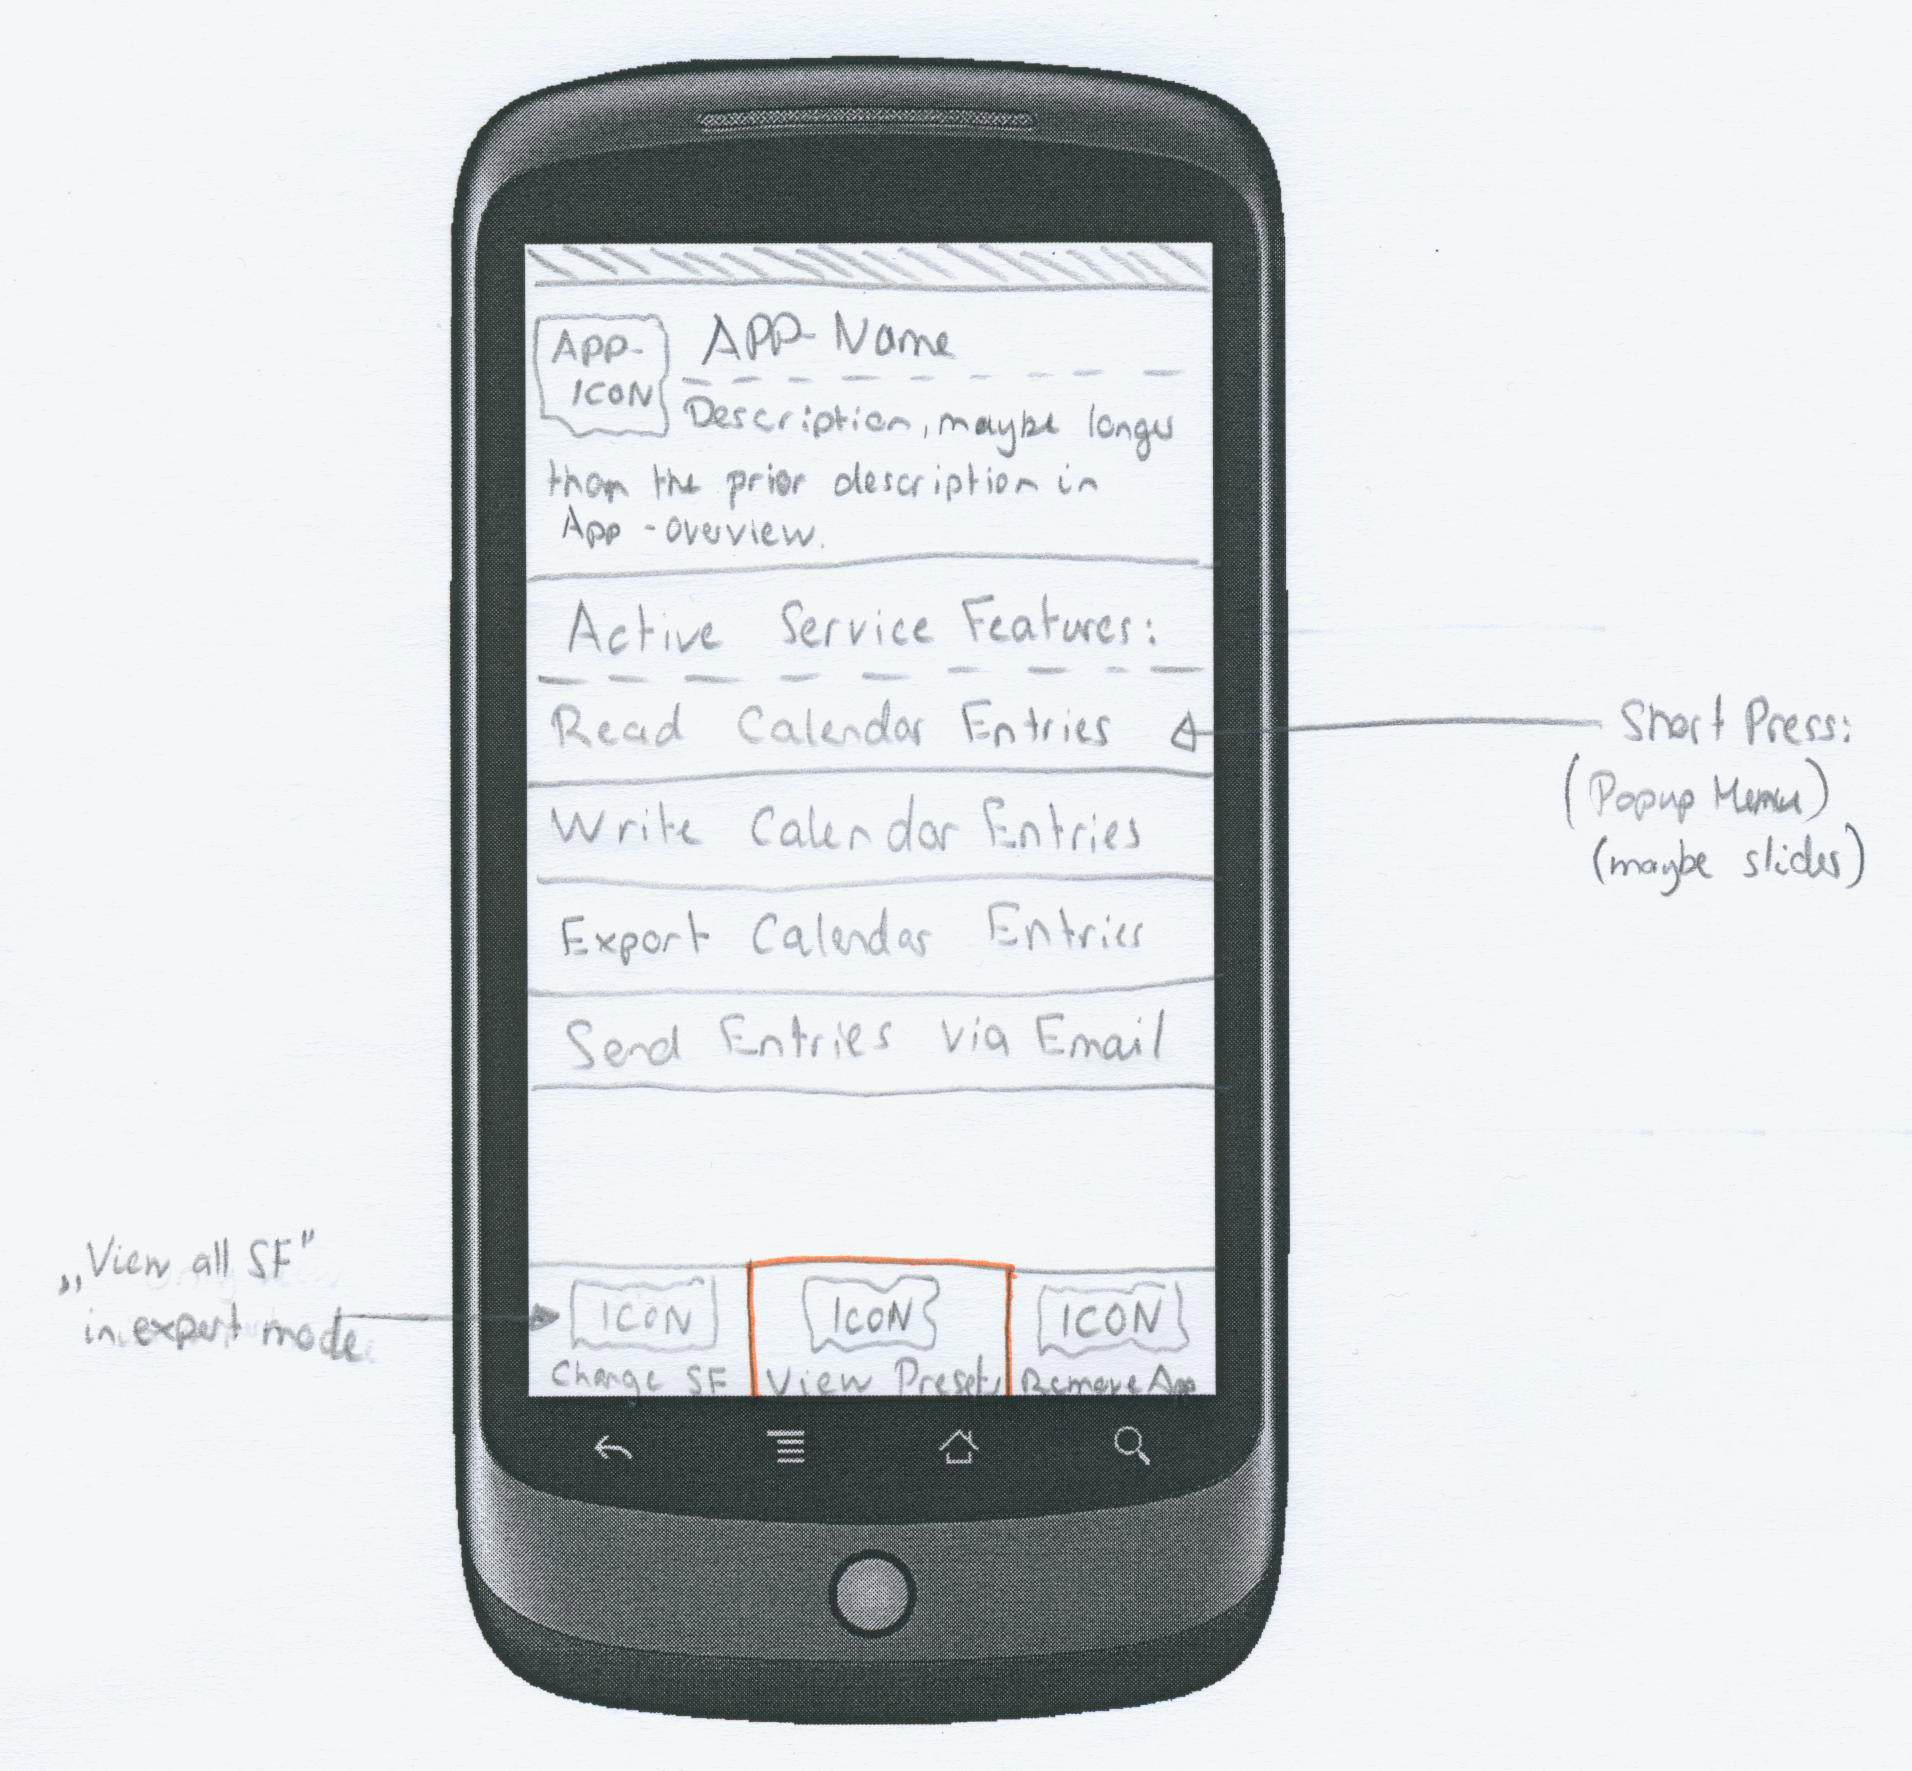 APP-
ICON
APP-Name
Description, maybe longer
than the prior description in
App-overview.
Active Service Features:
Read Calendar Entries
Write Calendar Entries
Export Calendar Entries
Send Entries via Email
Short Press:
(Popup Menu)
(maybe slider)
„View all SF"
in expert mode
ICON
Change SF
ICON
View Presets
ICON
Remove App